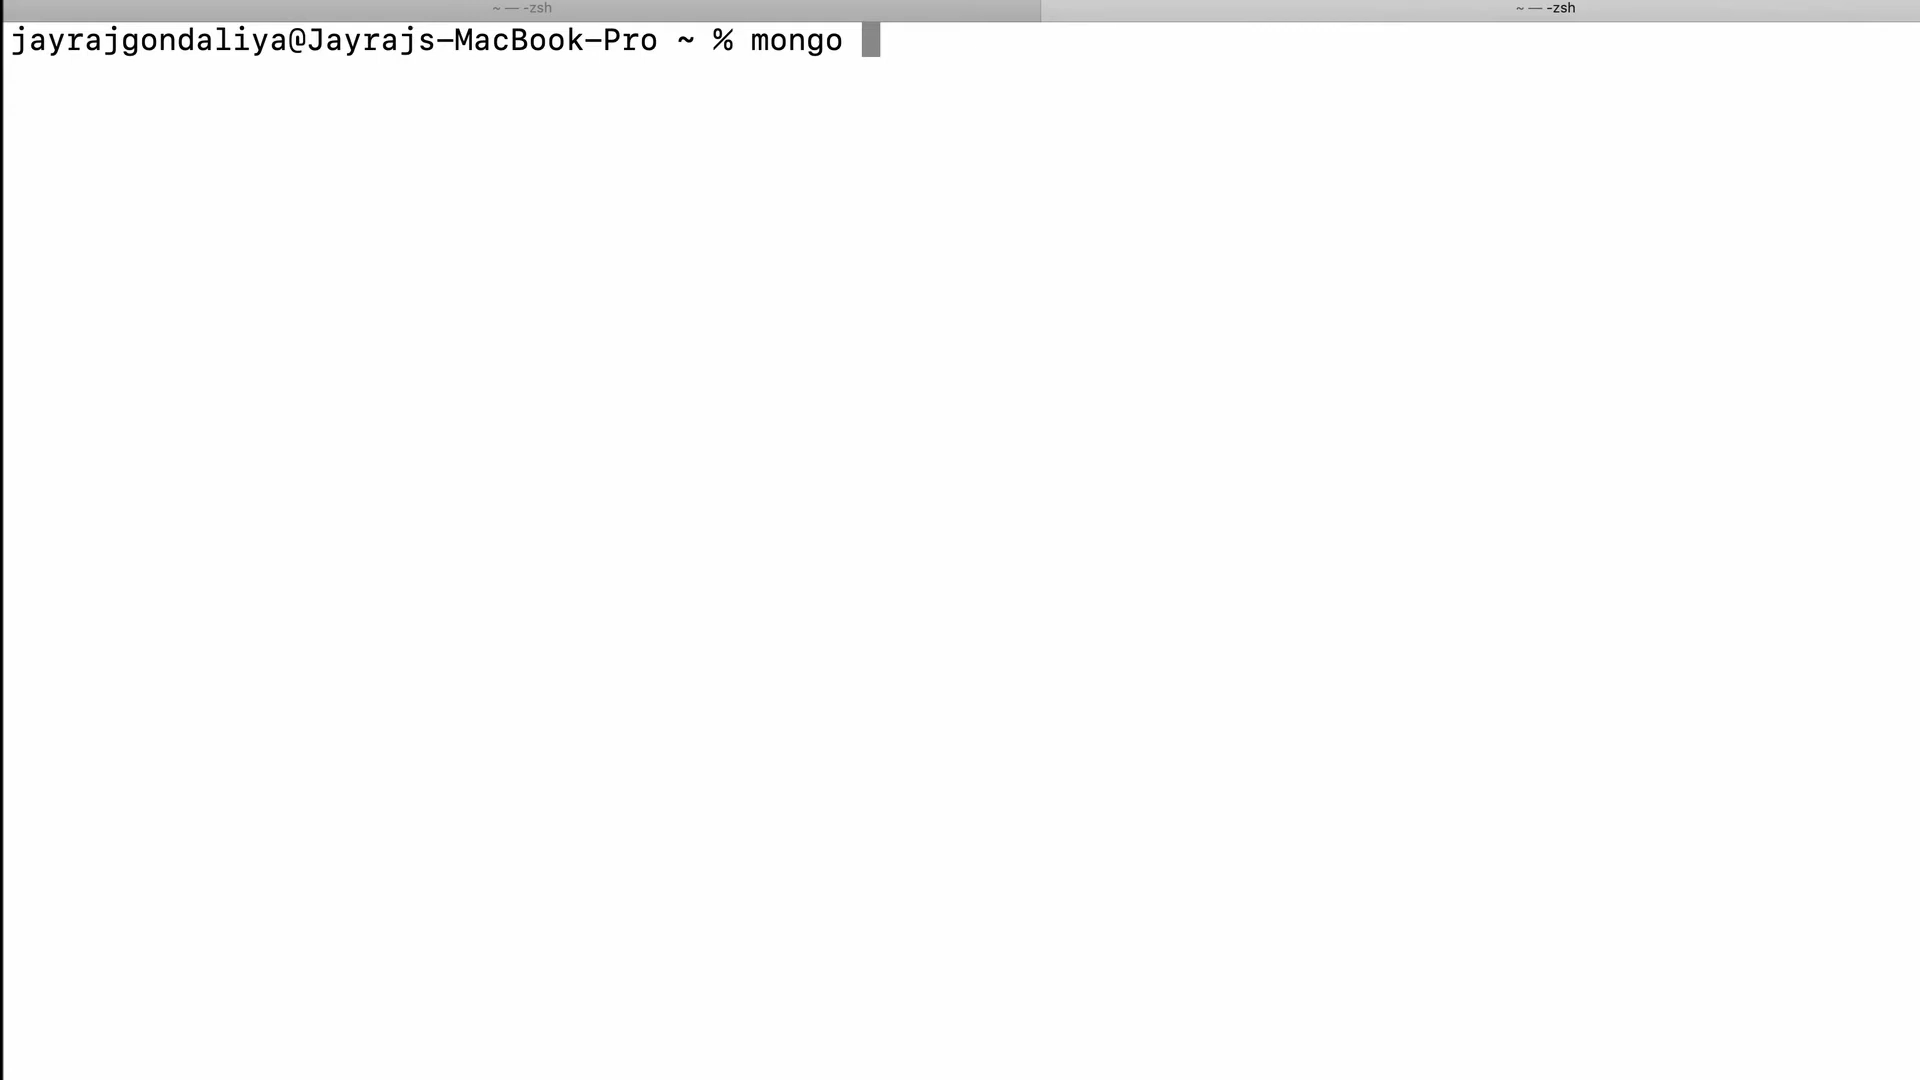 ~ — -zsh
~ — -zsh
jayrajgondaliya@Jayrajs-MacBook-Pro ~ % mongo